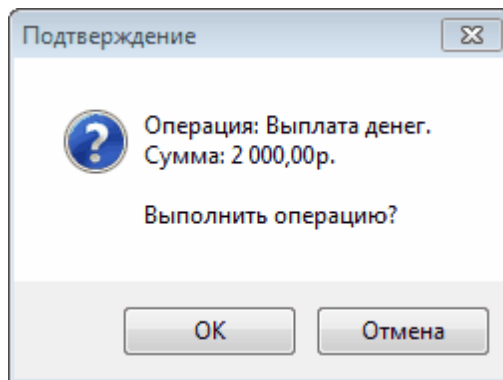 Подтверждение
Операция: Выплата денег.
Сумма: 2 000,00р.
Выполнить операцию?
OK
Отмена